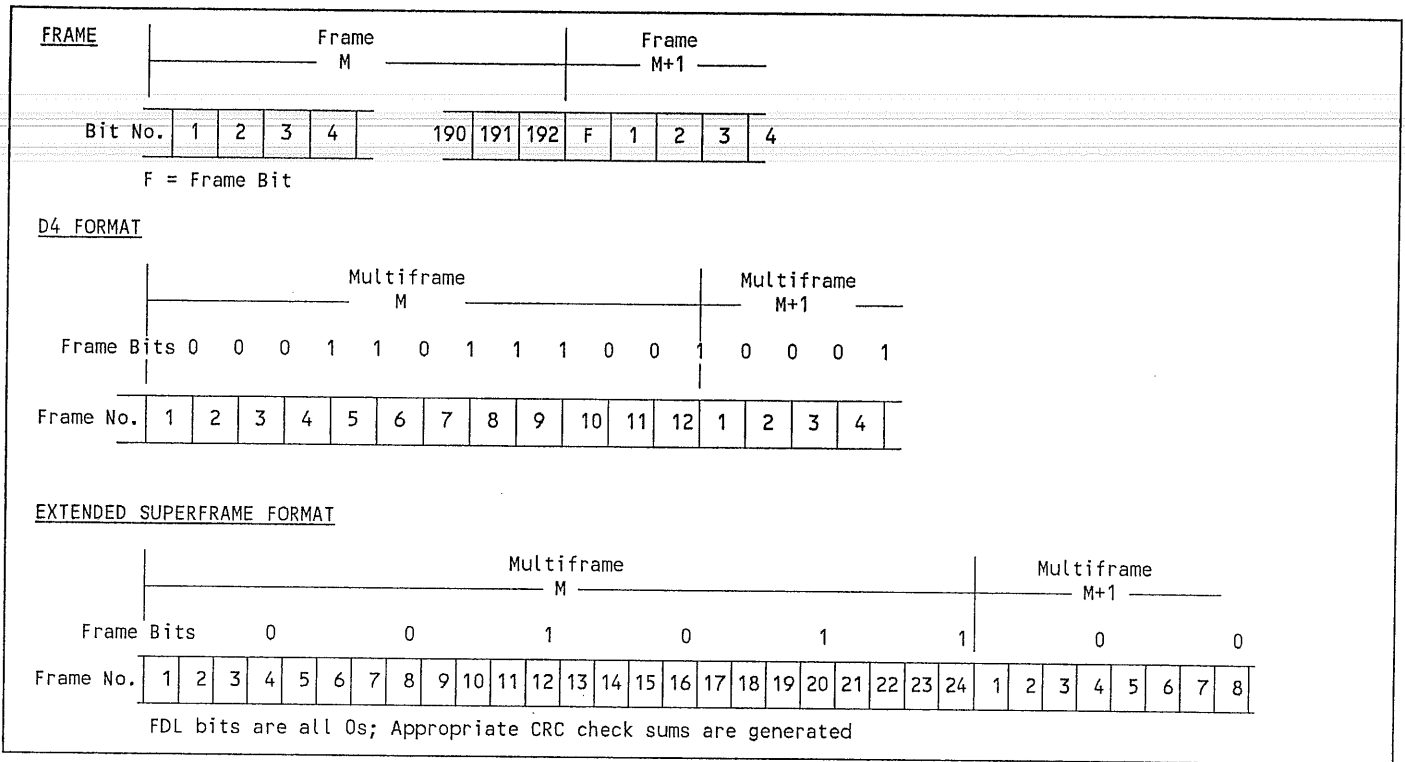 FRAME
Frame Frame
M M+1
Bit No. 1 2 3 4 190 191 192 F 1 2 3 4
F = Frame Bit
D4 FORMAT
Multiframe Multiframe
M M+1
Frame Bits 0 0 0 1 1 0 1 1 1 0 0 1 0 0 0 1
Frame No. 1 2 3 4 5 6 7 8 9 10 11 12 1 2 3 4
EXTENDED SUPERFRAME FORMAT
Multiframe Multiframe
M M+1
Frame Bits 0 0 1 0 1 1 0 0
Frame No. 1 2 3 4 5 6 7 8 9 10 11 12 13 14 15 16 17 18 19 20 21 22 23 24 1 2 3 4 5 6 7 8
FDL bits are all 0s; Appropriate CRC check sums are generated